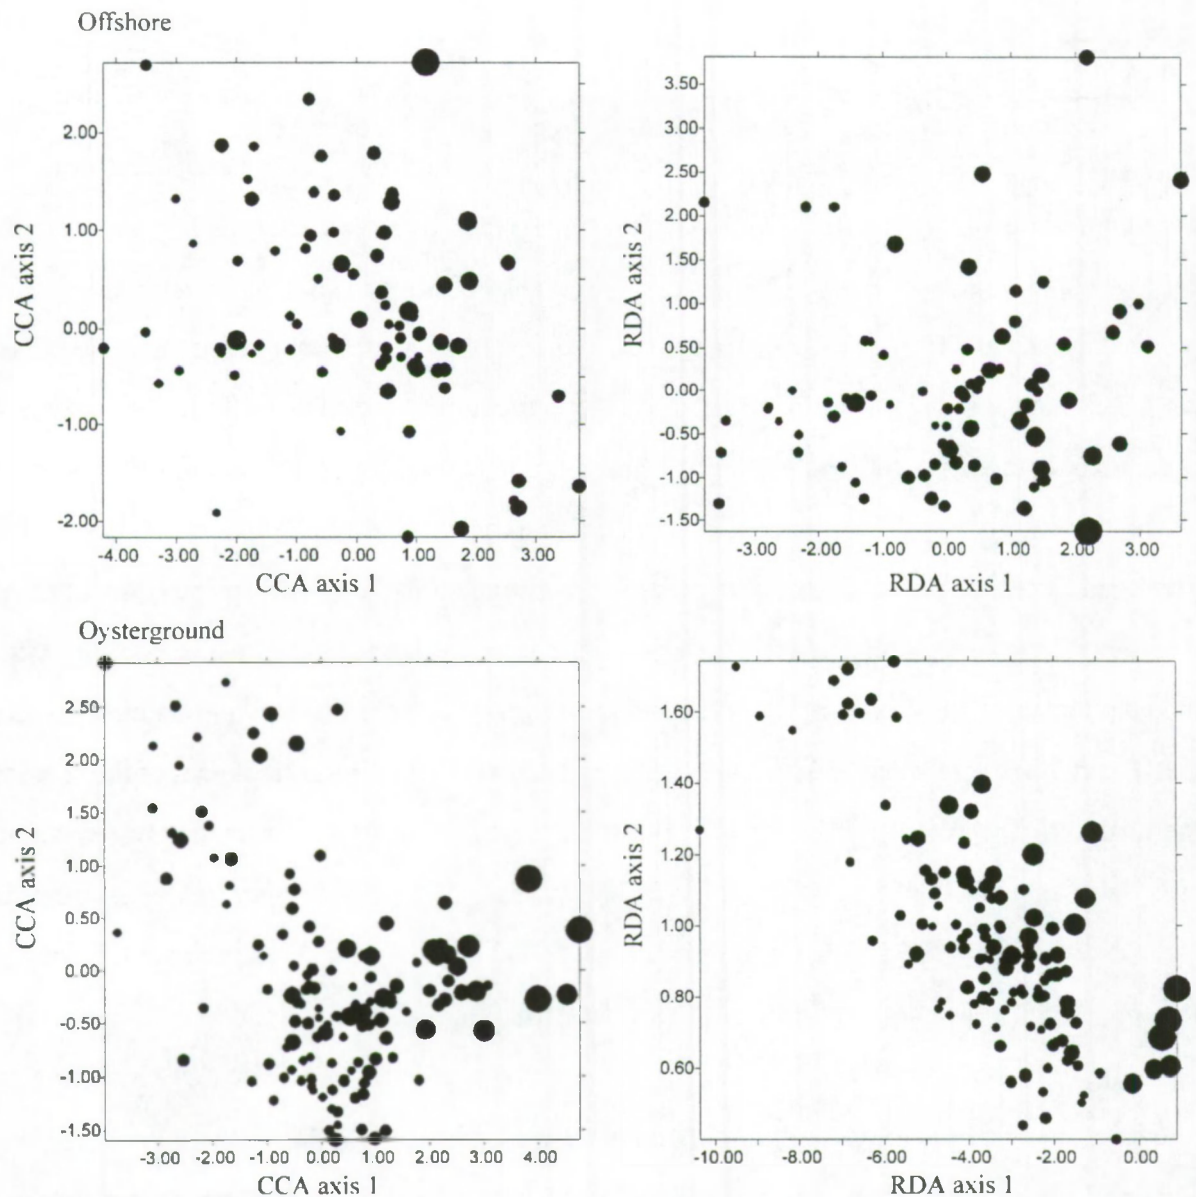 Offshore
CCA axis 2
2.00
1.00
0.00
-1.00
-2.00
-4.00 -3.00 -2.00 -1.00 0.00 1.00 2.00 3.00
CCA axis 1
RDA axis 2
3.50
3.00
2.50
2.00
1.50
1.00
0.50
0.00
-0.50
-1.00
-1.50
-3.00 -2.00 -1.00 0.00 1.00 2.00 3.00
RDA axis 1
Oysterground
CCA axis 2
2.50
2.00
1.50
1.00
0.50
0.00
-0.50
-1.00
-1.50
-3.00 -2.00 -1.00 0.00 1.00 2.00 3.00 4.00
CCA axis 1
RDA axis 2
1.60
1.40
1.20
1.00
0.80
0.60
-10.00 -8.00 -6.00 -4.00 -2.00 0.00
RDA axis 1